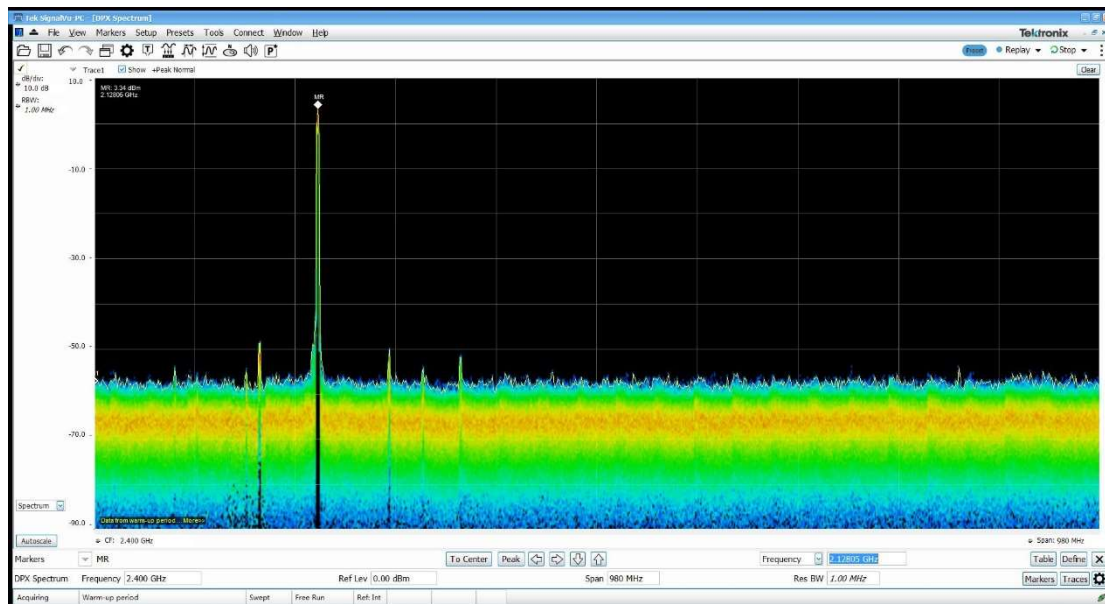 Tek SignalVu-PC - [DPX Spectrum]
File View Markers Setup Presets Tools Connect Window Help
Tektronix
Preset Replay Stop
Trace1 Show +Peak Normal Clear
dB/div:
10.0 dB
RBW:
1.00 MHz
10.0
MR: 3.34 dBm
2.12805 GHz
MR
-10.0
-30.0
-50.0
1
-70.0
Spectrum
-90.0
Data from warm-up period... More>>
Autoscale CF: 2.400 GHz Span: 980 MHz
Markers MR To Center Peak Frequency 2.12805 GHz Table Define X
DPX Spectrum Frequency 2.400 GHz Ref Lev 0.00 dBm Span 980 MHz Res BW 1.00 MHz Markers Traces
Acquiring Warm-up period Swept Free Run Ref: Int